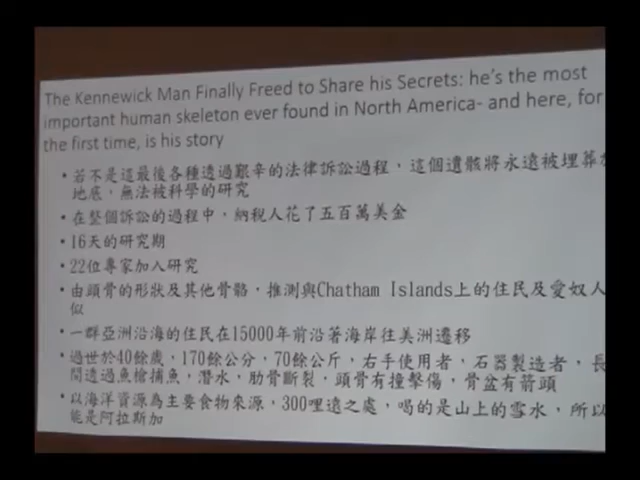 The Kennewick Man Finally Freed to Share his Secrets: he's the most
important human skeleton ever found in North America- and here, for
the first time, is his story
• 若不是這最後各種透過艱辛的法律訴訟過程，這個遺骸將永遠被埋葬於
地底，無法被科學的研究
• 在整個訴訟的過程中，納稅人花了五百萬美金
• 16天的研究期
• 22位專家加入研究
• 由頭骨的形狀及其他骨骼，推測與Chatham Islands上的住民及愛奴人
似
• 一群亞洲沿海的住民在15000年前沿著海岸往美洲遷移
• 過世於40餘歲，170餘公分，70餘公斤，右手使用者，石器製造者，長
間透過魚槍捕魚，潛水，肋骨斷裂，頭骨有撞擊傷，骨盆有箭頭
• 以海洋資源為主要食物來源，300哩遠之處，喝的是山上的雪水，所以
能是阿拉斯加